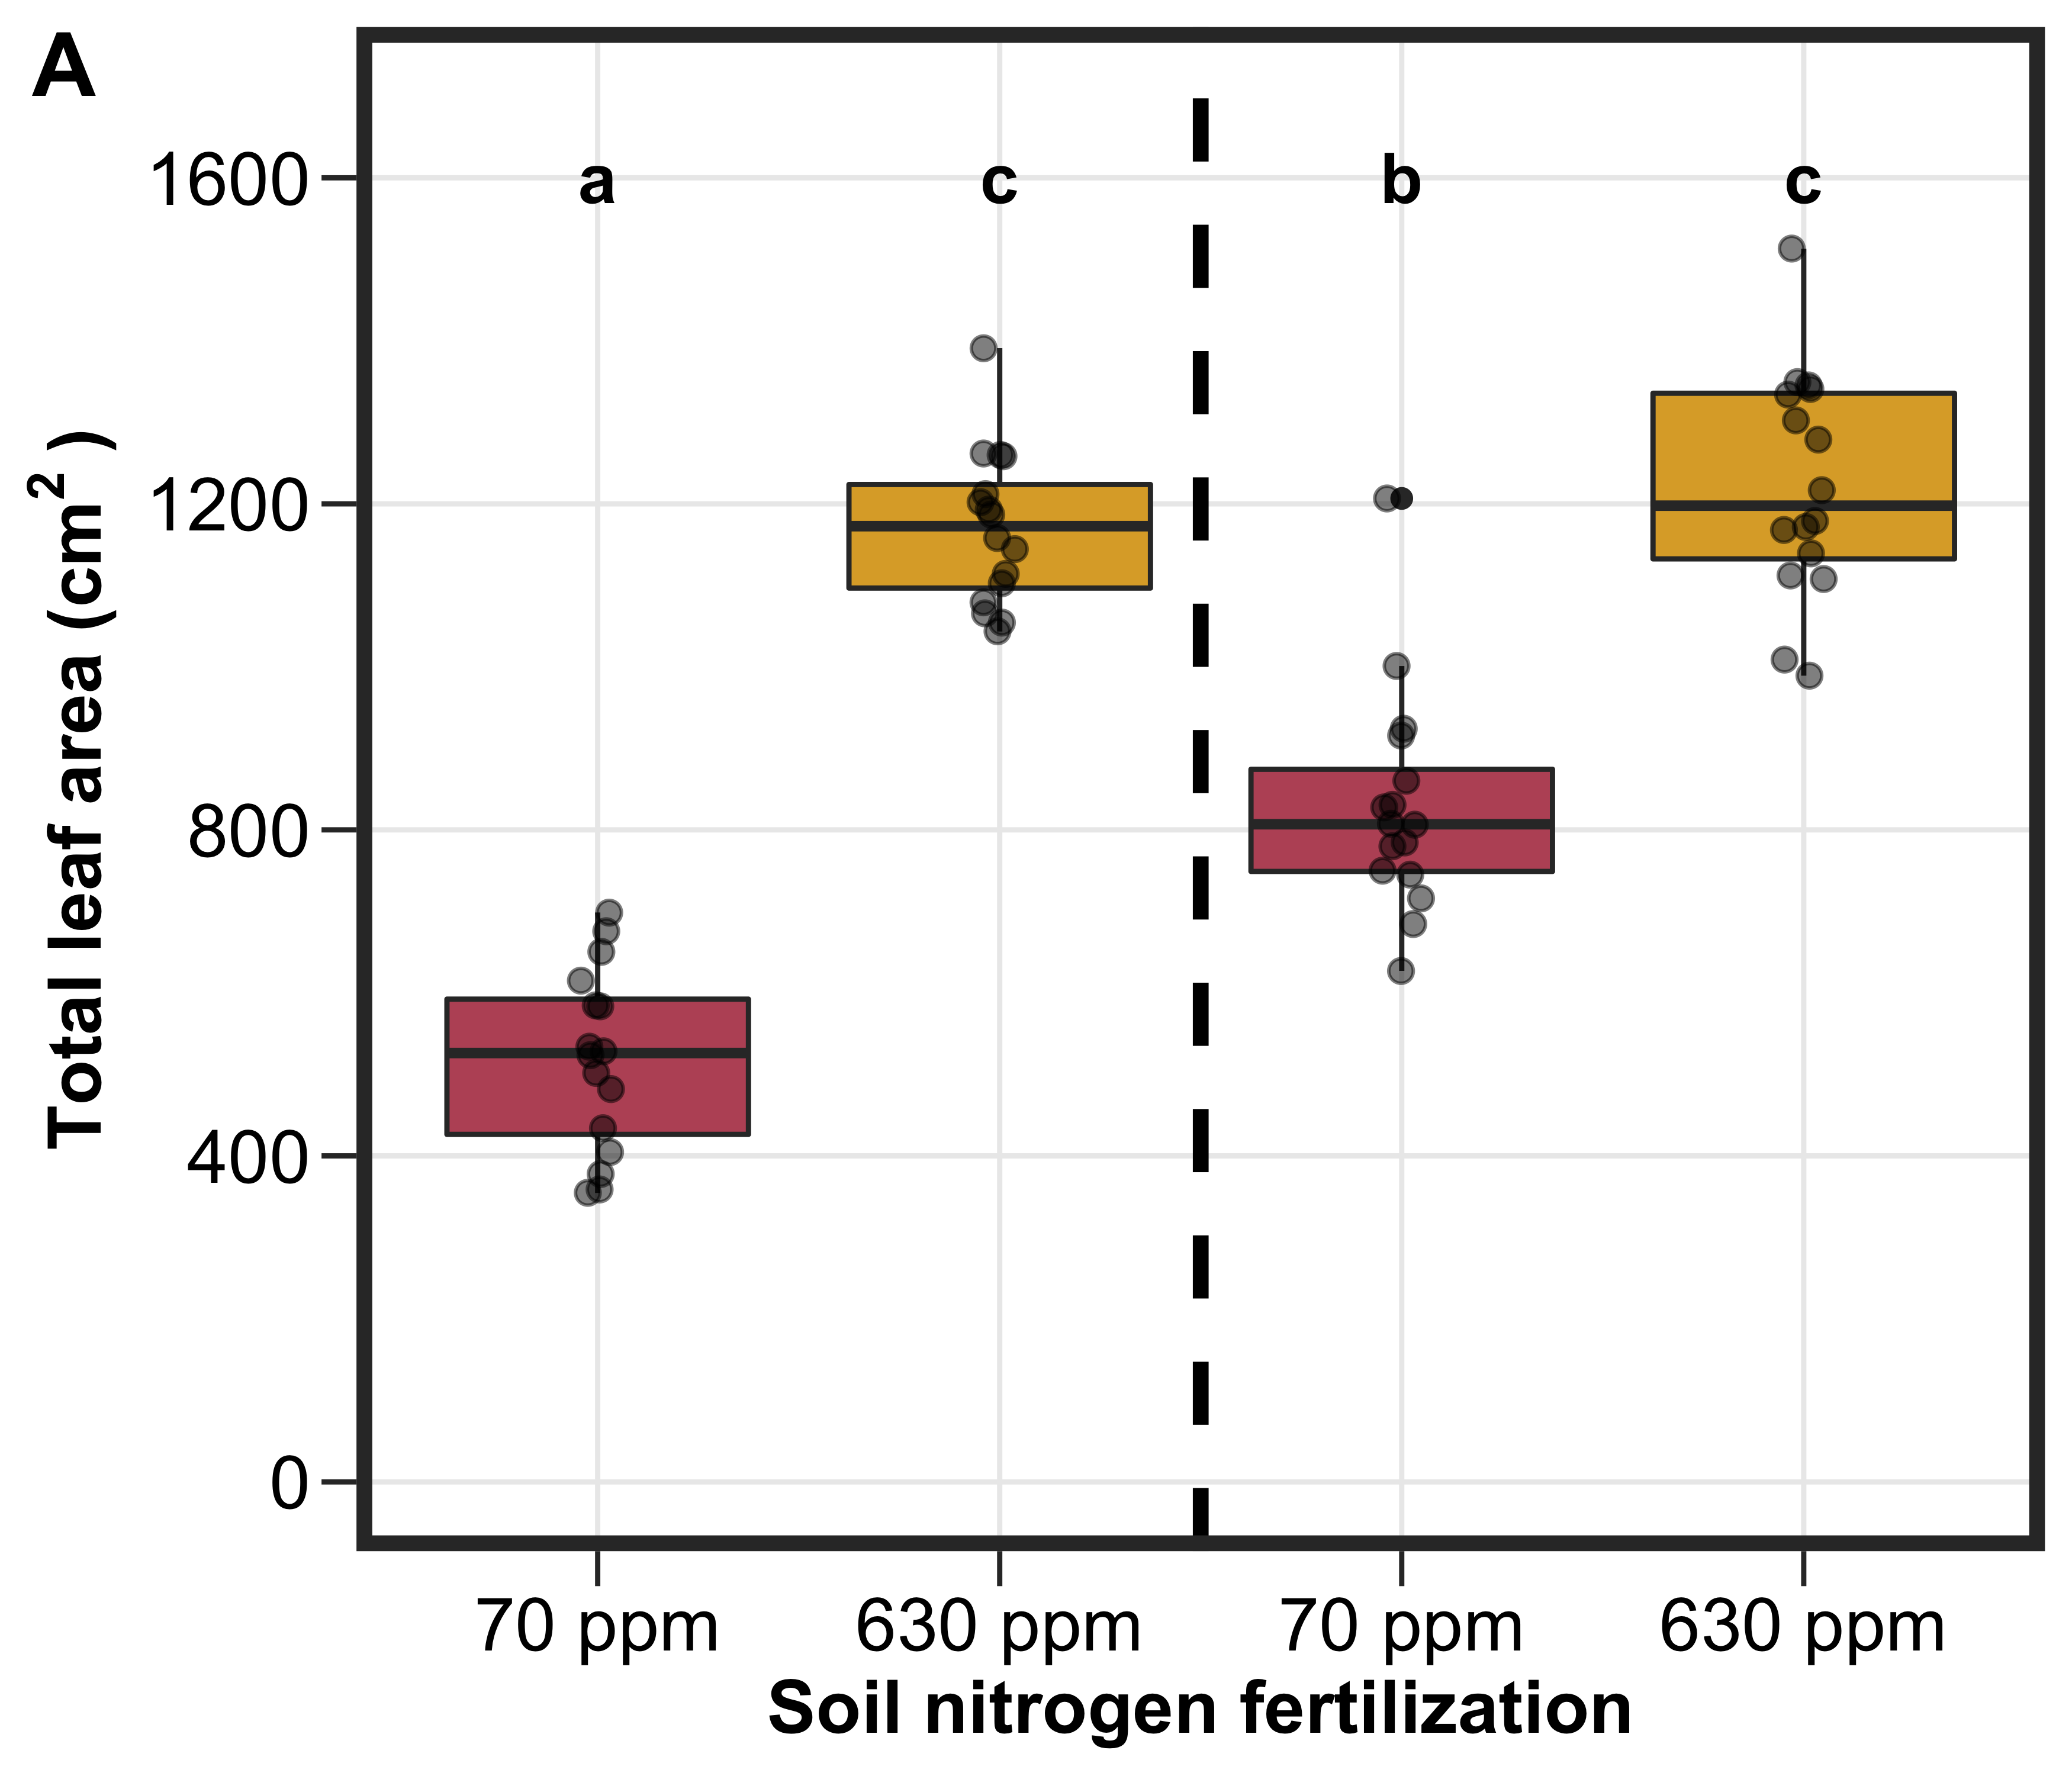 A
1600
1200
800
400
0
Total leaf area (cm²)
a c b c
70 ppm 630 ppm 70 ppm 630 ppm
Soil nitrogen fertilization